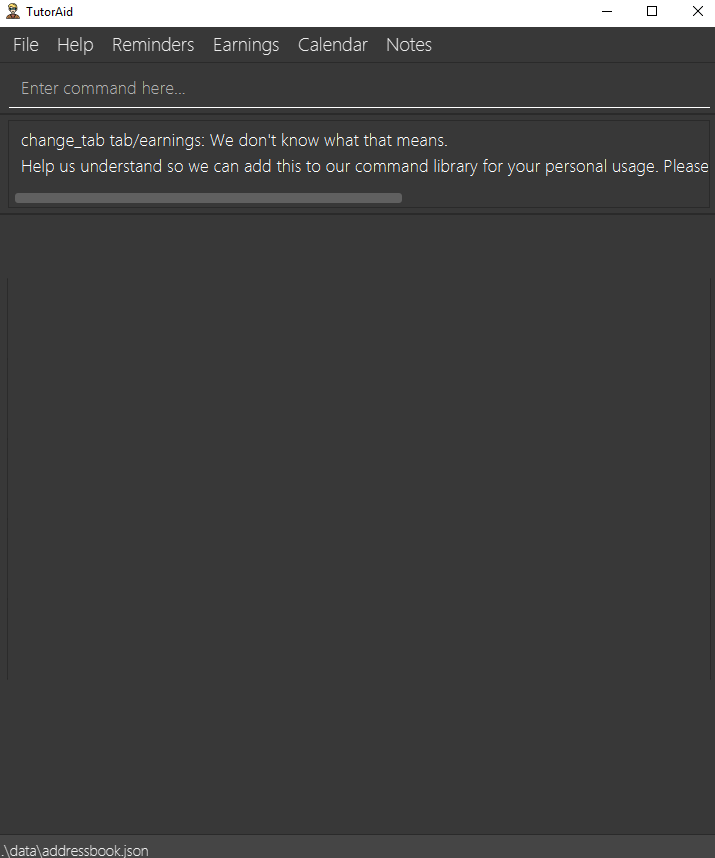 TutorAid
File Help Reminders Earnings Calendar Notes
Enter command here...
change_tab tab/earnings: We don't know what that means.
Help us understand so we can add this to our command library for your personal usage. Please
.\data\addressbook.json